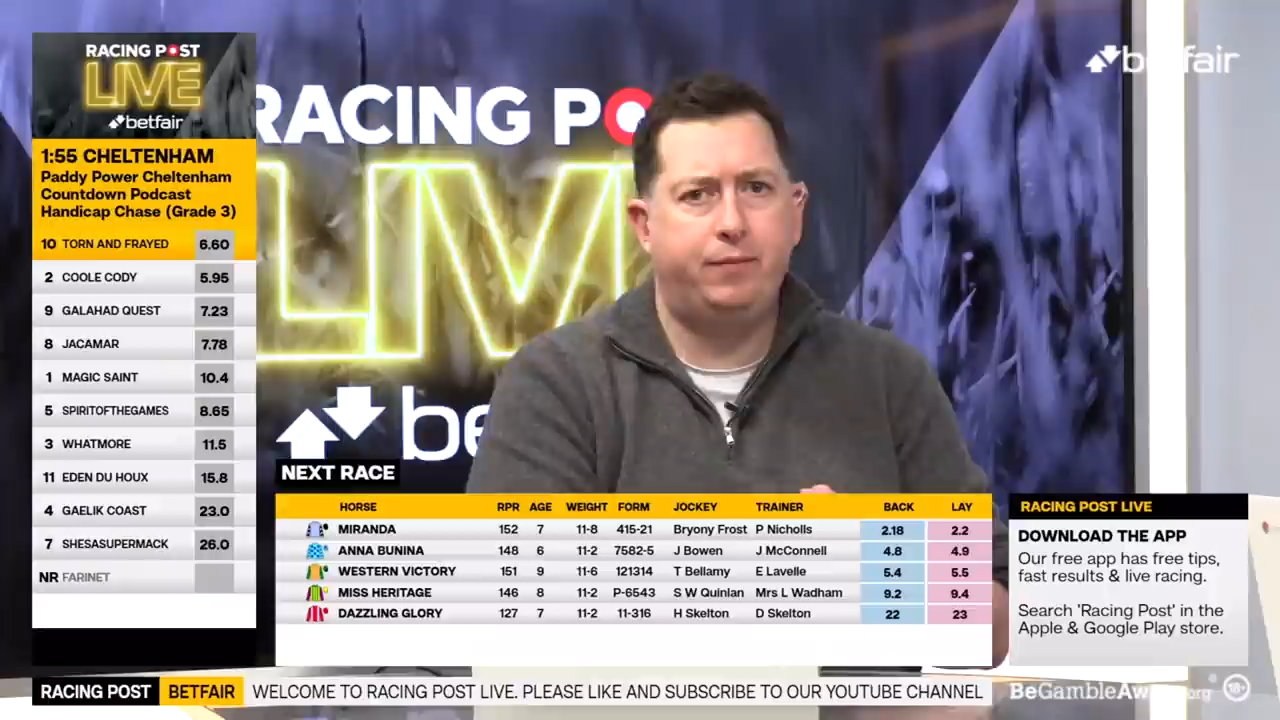 RACING POST
LIVE
betfair
1:55 CHELTENHAM
Paddy Power Cheltenham
Countdown Podcast
Handicap Chase (Grade 3)
10 TORN AND FRAYED 6.60
2 COOLE CODY 5.95
9 GALAHAD QUEST 7.23
8 JACAMAR 7.78
1 MAGIC SAINT 10.4
5 SPIRITOFTHEGAMES 8.65
3 WHATMORE 11.5
11 EDEN DU HOUX 15.8
4 GAELIK COAST 23.0
7 SHESASUPERMACK 26.0
NR FARINET
RACING PO
LIV
be
betfair
NEXT RACE
HORSE RPR AGE WEIGHT FORM JOCKEY TRAINER BACK LAY
MIRANDA 152 7 11-8 415-21 Bryony Frost P Nicholls 2.18 2.2
ANNA BUNINA 148 6 11-2 7582-5 J Bowen J McConnell 4.8 4.9
WESTERN VICTORY 151 9 11-6 121314 T Bellamy E Lavelle 5.4 5.5
MISS HERITAGE 146 8 11-2 P-6543 S W Quinlan Mrs L Wadham 9.2 9.4
DAZZLING GLORY 127 7 11-2 11-316 H Skelton D Skelton 22 23
RACING POST LIVE
DOWNLOAD THE APP
Our free app has free tips,
fast results & live racing.
Search 'Racing Post' in the
Apple & Google Play store.
RACING POST BETFAIR WELCOME TO RACING POST LIVE. PLEASE LIKE AND SUBSCRIBE TO OUR YOUTUBE CHANNEL
BeGambleAware.org 18+